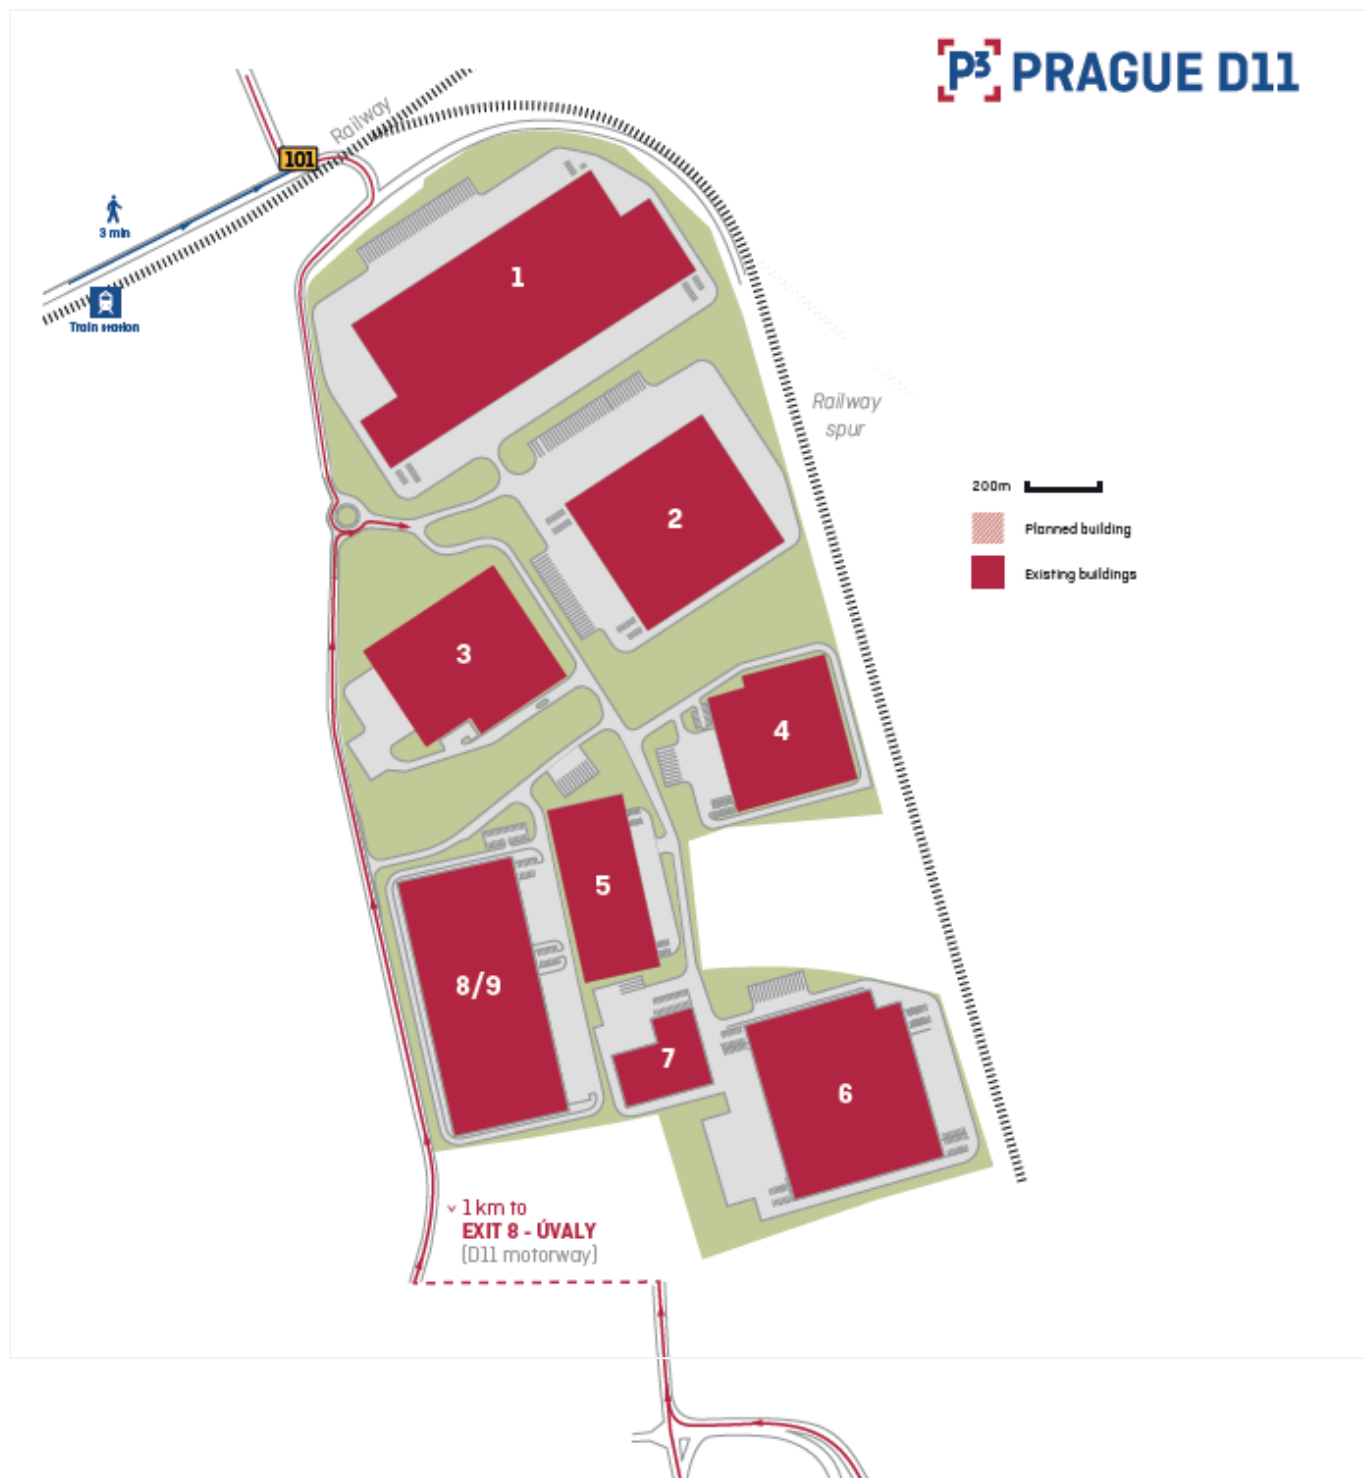 P3 PRAGUE D11
Railway
101
3 min
Train station
1
Railway
spur
2
200m
Planned building
Existing buildings
3
4
5
8/9
7
6
1 km to
EXIT 8 - ÚVALY
(D11 motorway)